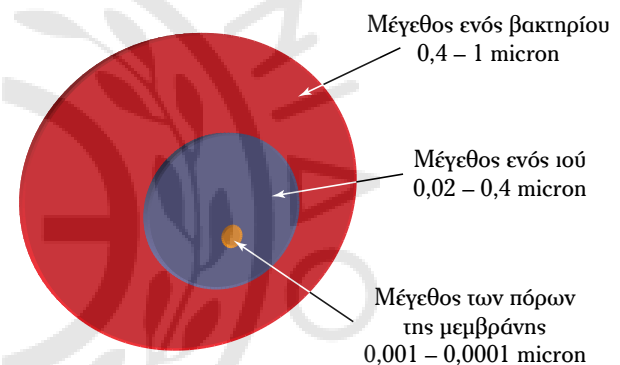 Μέγεθος ενός βακτηρίου
0,4 – 1 micron
Μέγεθος ενός ιού
0,02 – 0,4 micron
Μέγεθος των πόρων
της μεμβράνης
0,001 – 0,0001 micron